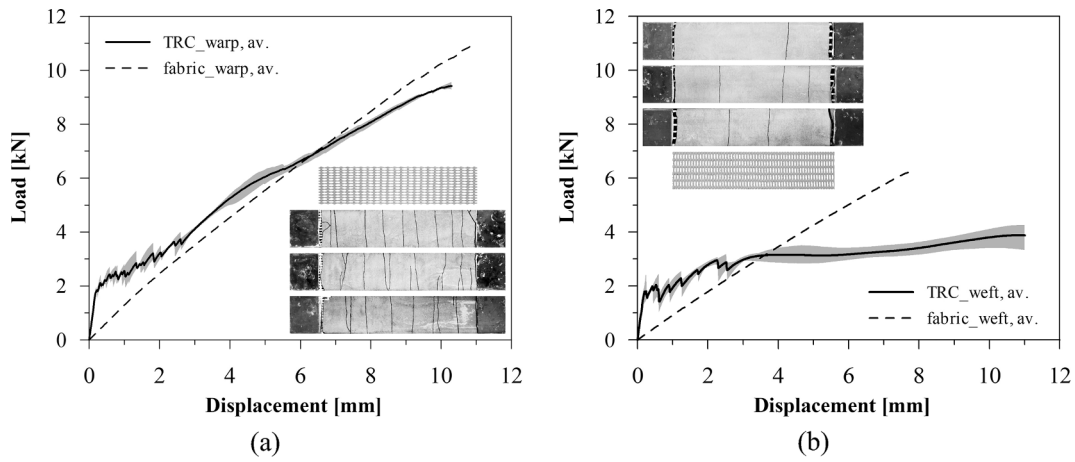 TRC_warp, av.
fabric_warp, av.
12
10
8
6
4
2
0
Load [kN]
0 2 4 6 8 10 12
Displacement [mm]
(a)
12
10
8
6
4
2
0
Load [kN]
TRC_weft, av.
fabric_weft, av.
0 2 4 6 8 10 12
Displacement [mm]
(b)